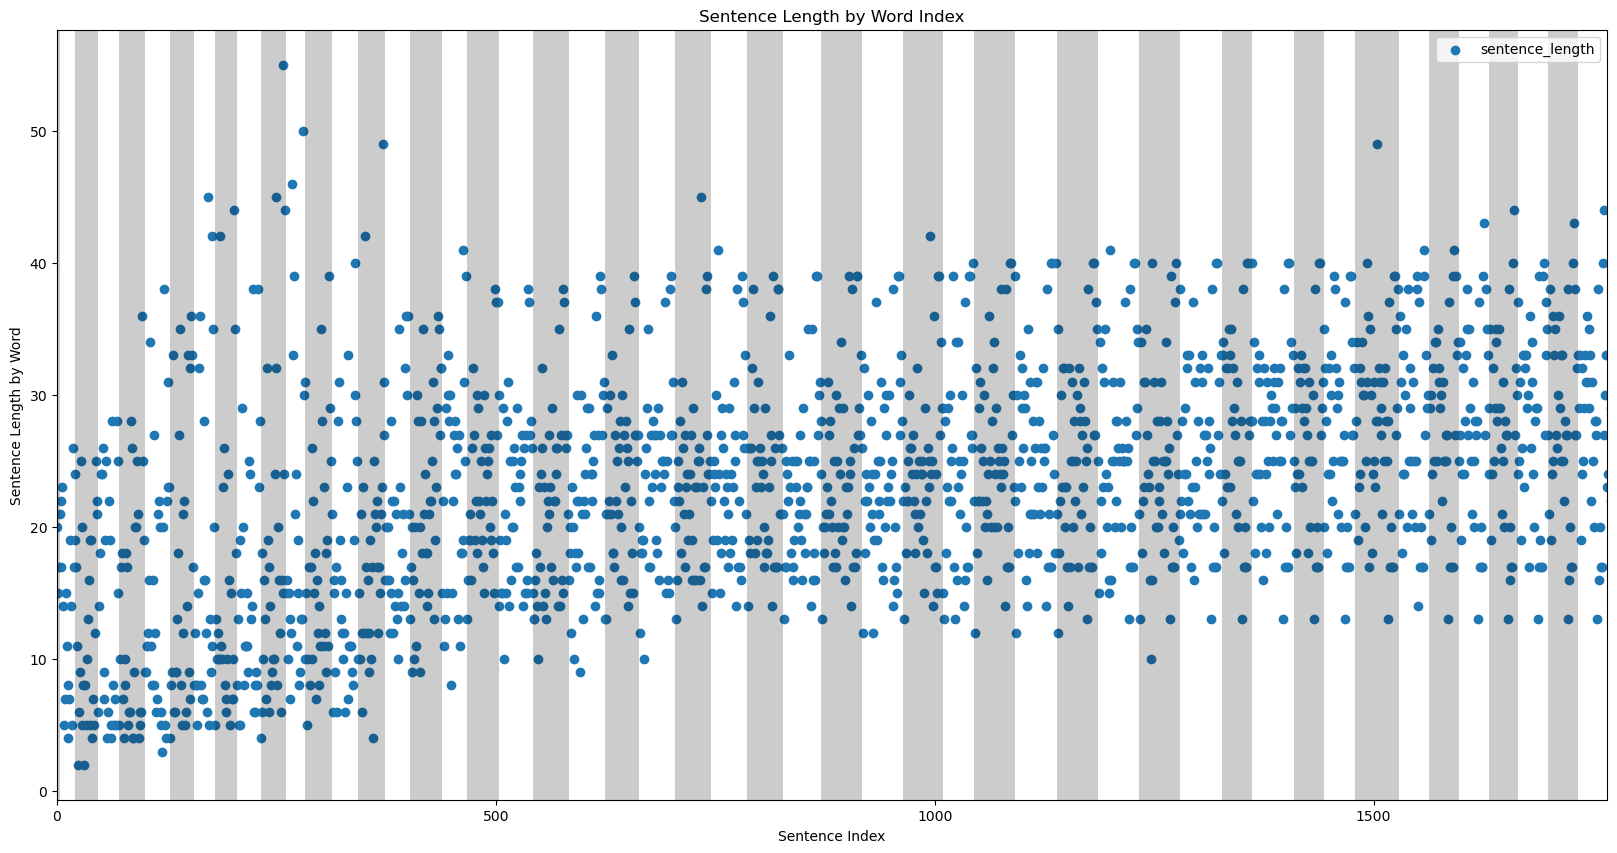 Sentence Length by Word Index
sentence_length
Sentence Length by Word
50
40
30
20
10
0
0 500 1000 1500
Sentence Index